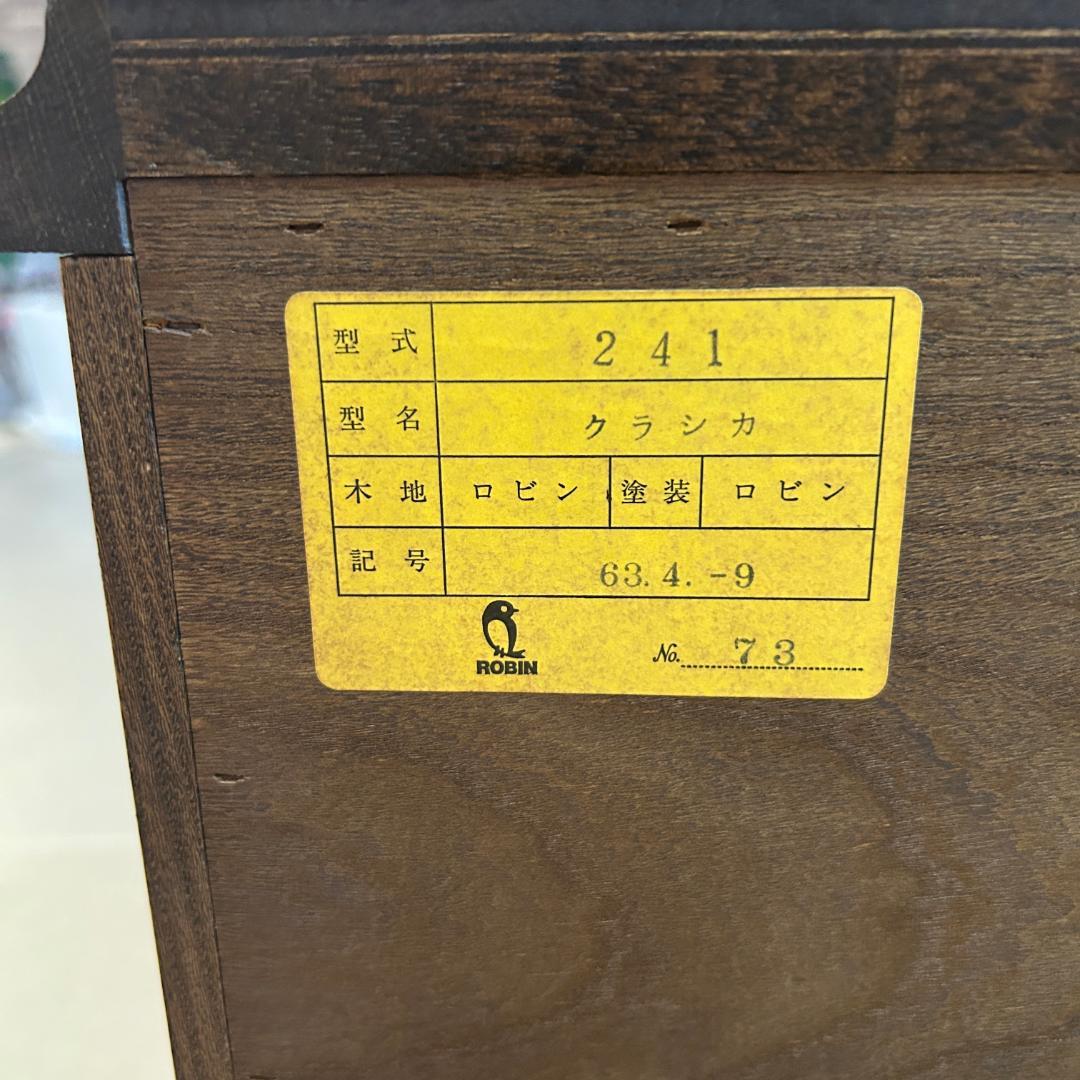 型式 241
型名 クラシカ
木地 ロビン 塗装 ロビン
記号 63.4.-9
ROBIN No. 73